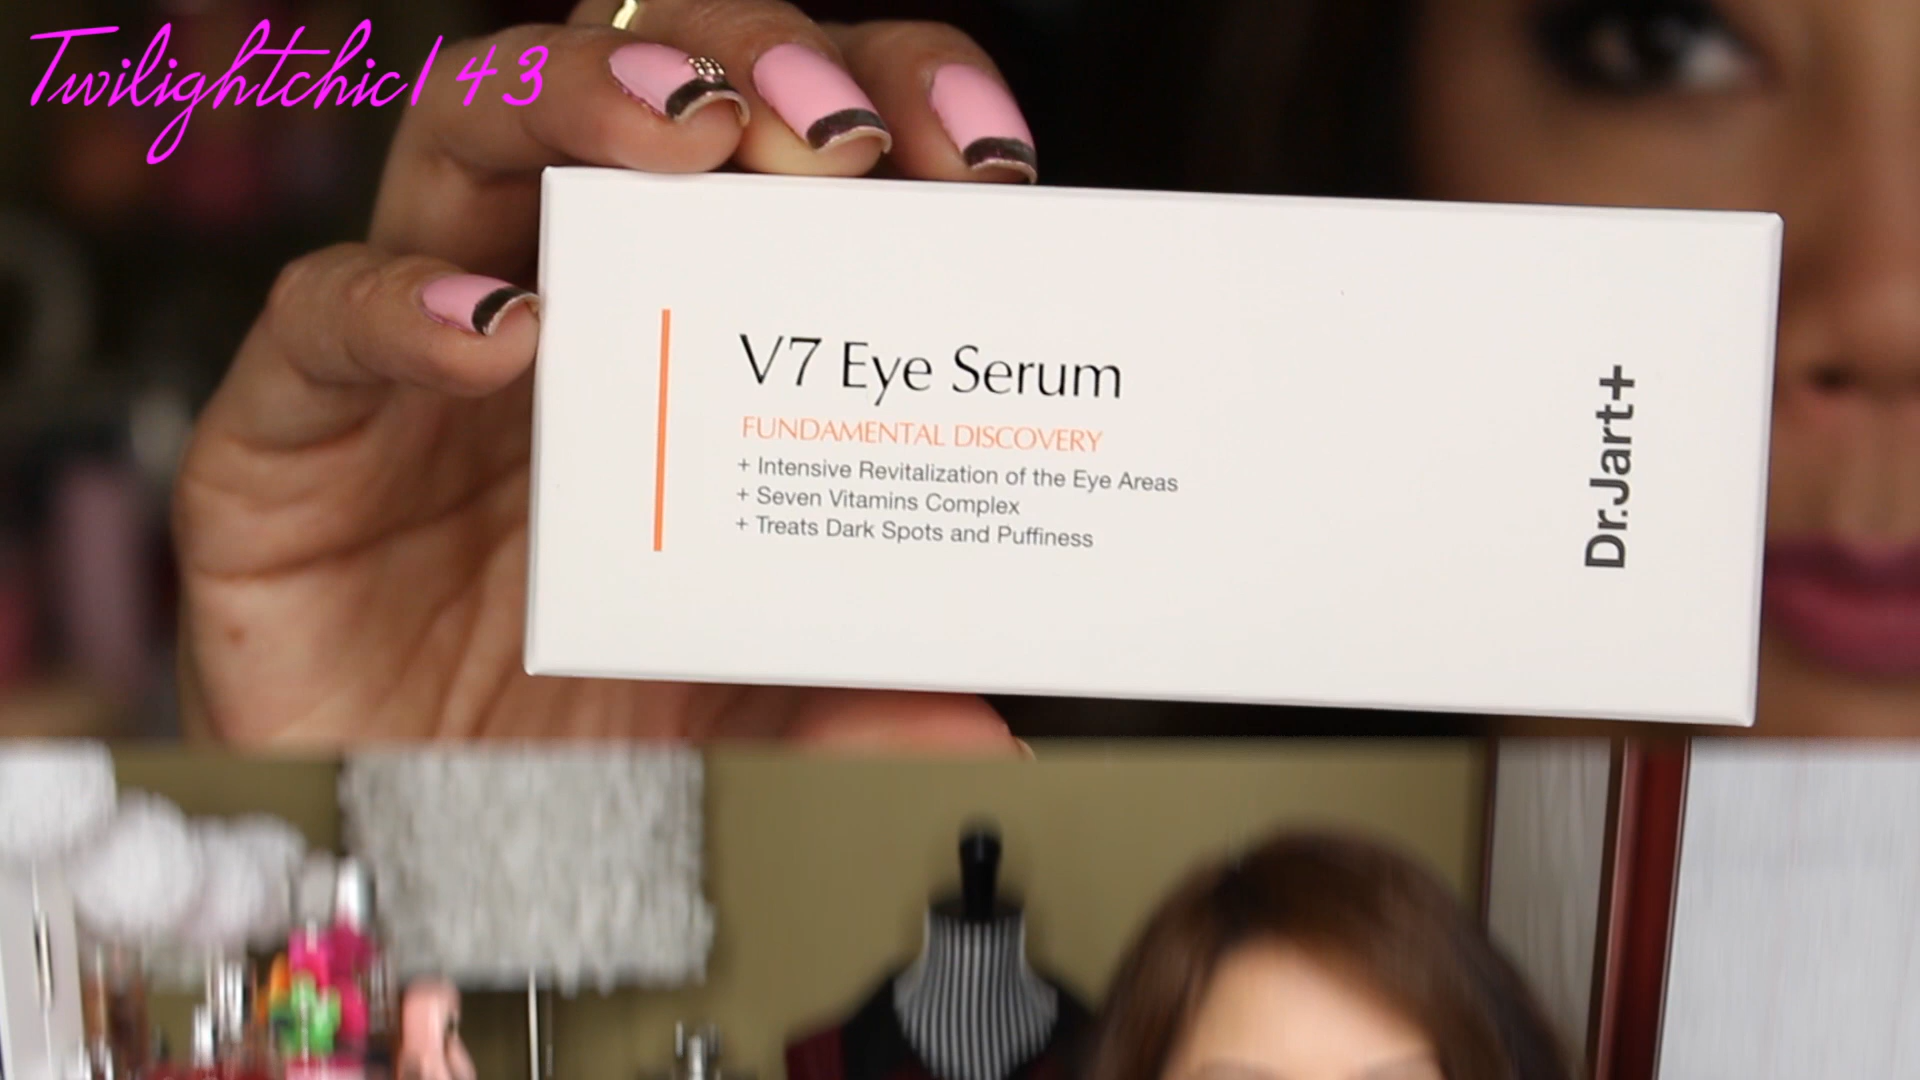 Twilightchic143
V7 Eye Serum
FUNDAMENTAL DISCOVERY
+ Intensive Revitalization of the Eye Areas
+ Seven Vitamins Complex
+ Treats Dark Spots and Puffiness
Dr.Jart+